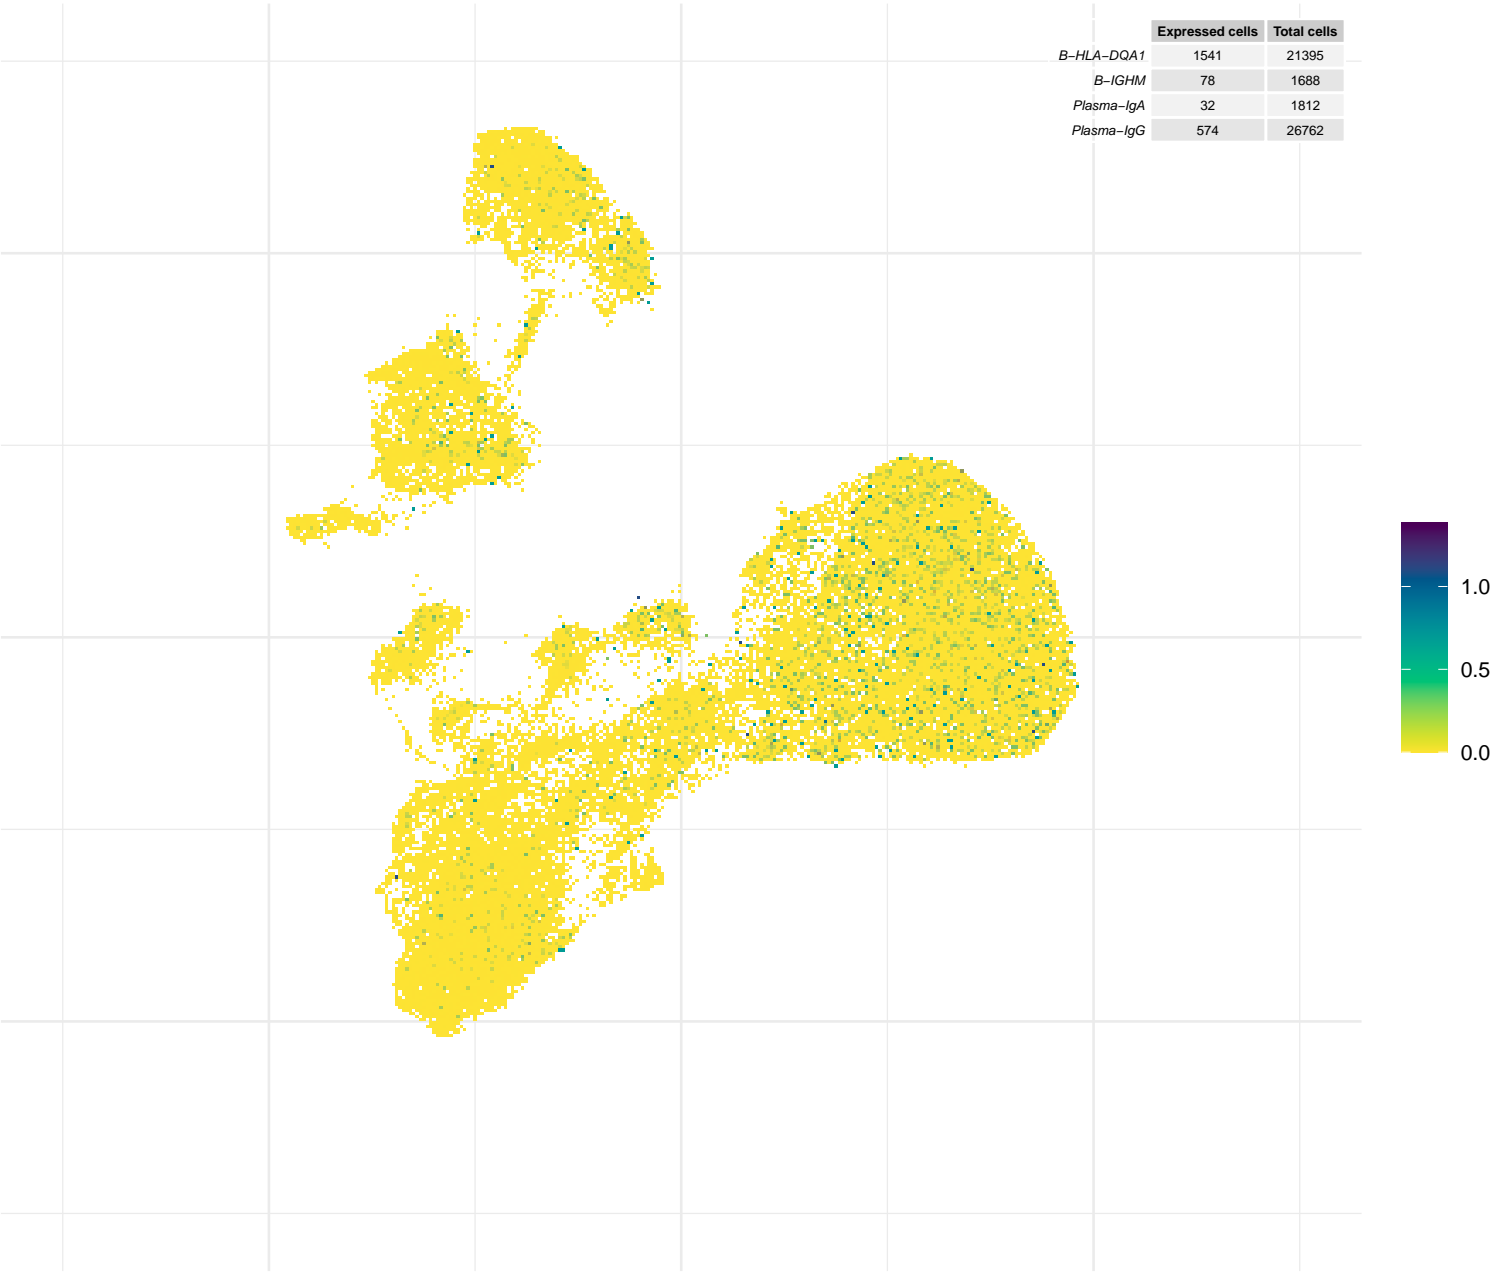 Expressed cells Total cells
B-HLA-DQA1 1541 21395
B-IGHM 78 1688
Plasma-IgA 32 1812
Plasma-IgG 574 26762
1.0
0.5
0.0